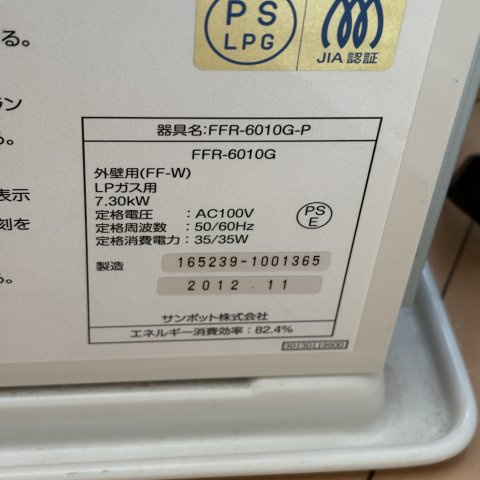 る。
PS
LPG
JIA 認証
ラン
る。
表示
刻を
る。
器具名:FFR-6010G-P
FFR-6010G
外壁用(FF-W)
LPガス用
7.30kW
定格電圧 : AC100V
定格周波数 : 50/60Hz
定格消費電力 : 35/35W
PS
E
製造 165239-1001365
2012.11
サンポット株式会社
エネルギー消費効率 : 82.4%